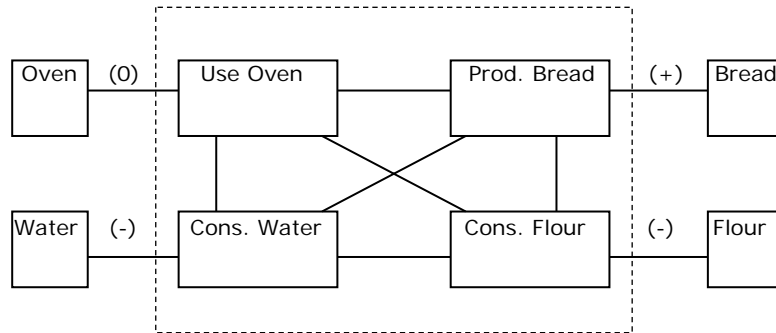 Oven (0) Use Oven Prod. Bread (+) Bread
Water (-) Cons. Water Cons. Flour (-) Flour